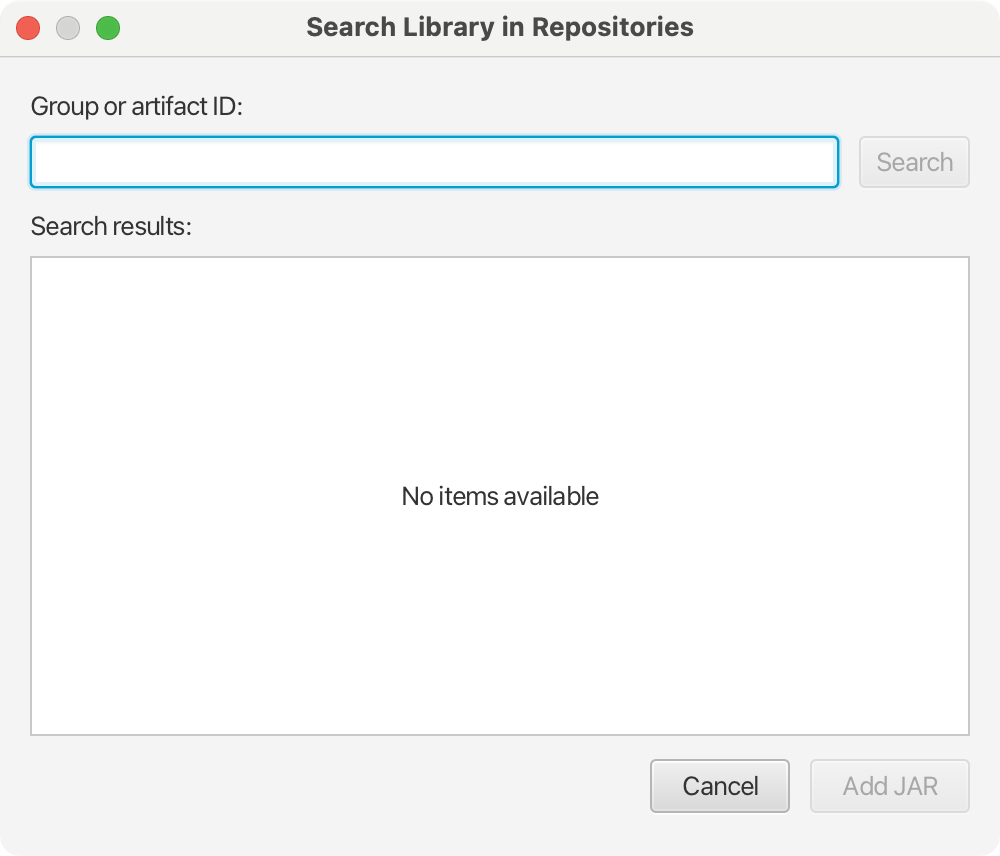 Search Library in Repositories
Group or artifact ID:
Search
Search results:
No items available
Cancel
Add JAR